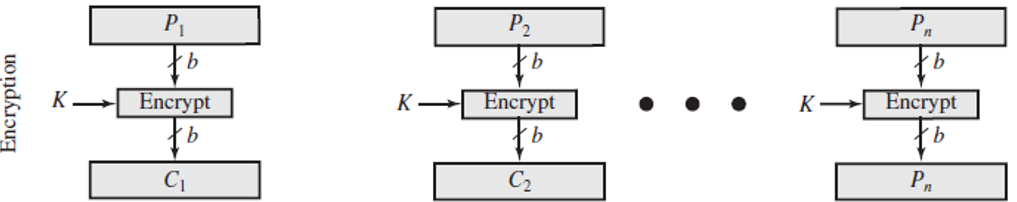 P1 P2 Pn
b b b
Encryption
K Encrypt K Encrypt K Encrypt
b b b
C1 C2 Pn